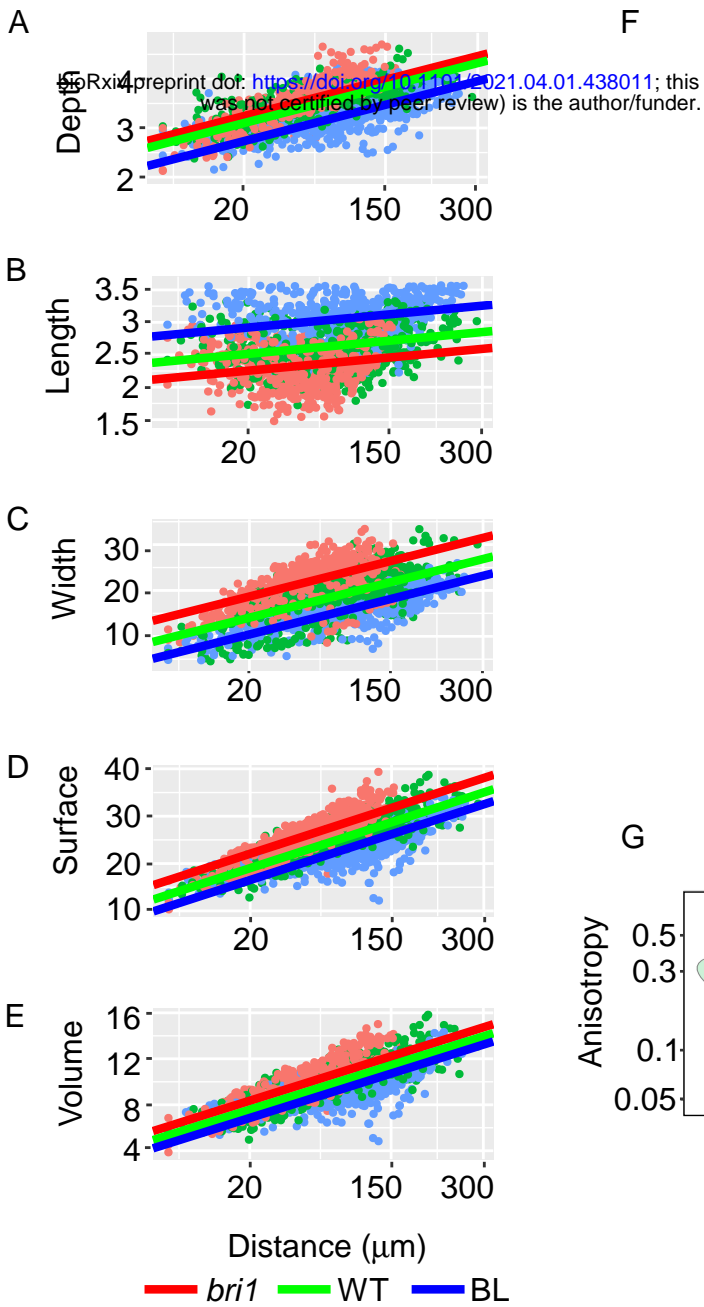 A
F
bioRxiv preprint doi: https://doi.org/10.1101/2021.04.01.438011; this
was not certified by peer review) is the author/funder.
Depth
4
3
2
20 150 300
B
Length
3.5
3
2.5
2
1.5
20 150 300
C
Width
30
20
10
20 150 300
D
Surface
40
30
20
10
20 150 300
E
Volume
16
12
8
4
20 150 300
Distance (μm)
bri1 WT BL
G
Anisotropy
0.5
0.3
0.1
0.05